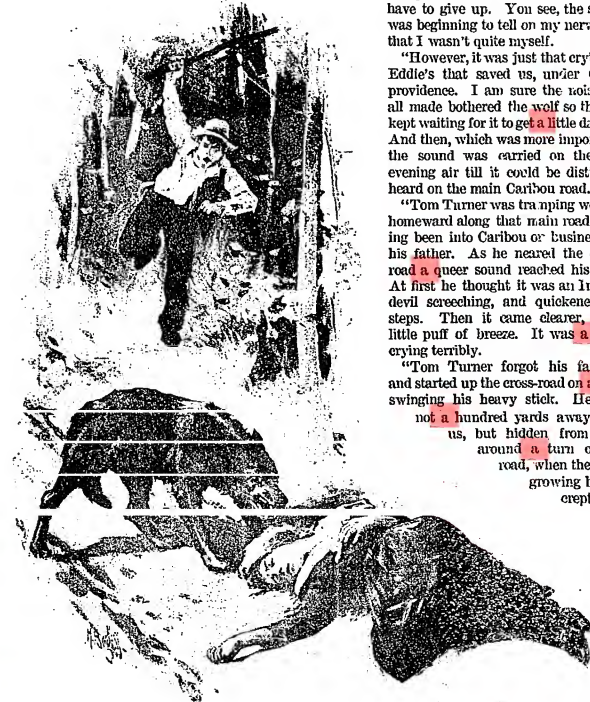 have to give up. You see, the s
was beginning to tell on my nerv
that I wasn't quite myself.
"However, it was just that cry
Eddie's that saved us, under
providence. I am sure the nois
all made bothered the wolf so th
kept waiting for it to get a little da
And then, which was more impor
the sound was carried on the
evening air till it could be dist
heard on the main Caribou road.
"Tom Turner was tramping we
homeward along that main road
ing been into Caribou or busine
his father. As he neared the
road a queer sound reached his
At first he thought it was an In
devil screeching, and quickene
steps. Then it came clearer,
little puff of breeze. It was a
crying terribly.
"Tom Turner forgot his fa
and started up the cross-road on a
swinging his heavy stick. He
not a hundred yards away
us, but hidden from
around a turn o
road, when the
growing b
crept